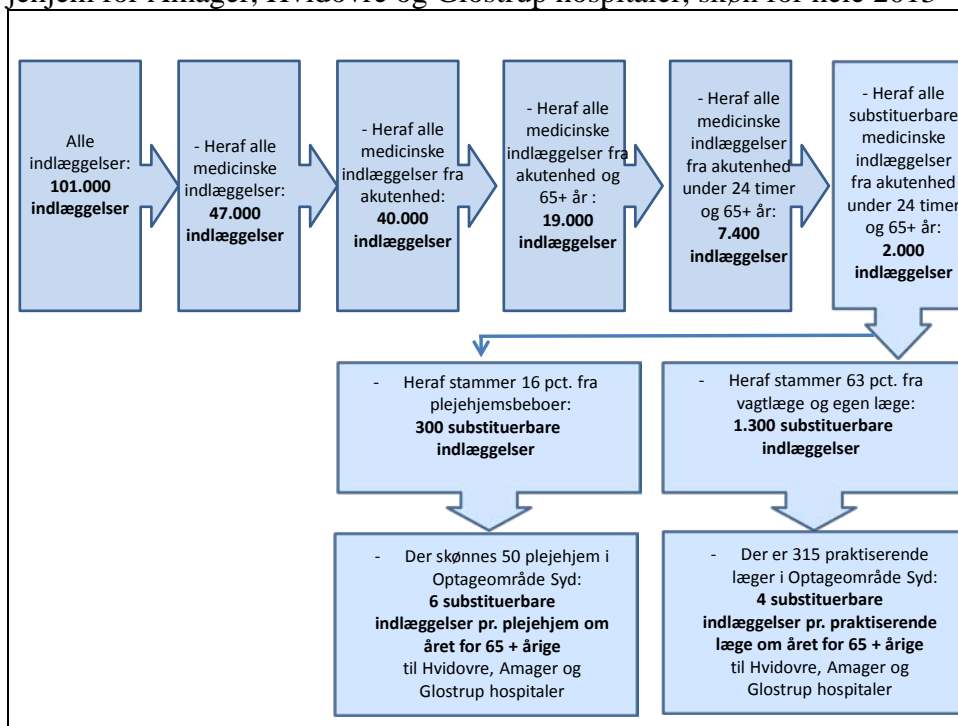 jehjem for Amager, Hvidovre og Glostrup hospitaler, skøn for hele 2013
Alle
indlæggelser:
101.000
indlæggelser
- Heraf alle
medicinske
indlæggelser:
47.000
indlæggelser
- Heraf alle
medicinske
indlæggelser fra
akutenhed:
40.000
indlæggelser
- Heraf alle
medicinske
indlæggelser fra
akutenhed og
65+ år :
19.000
indlæggelser
- Heraf alle
medicinske
indlæggelser
fra akutenhed
under 24 timer
og 65+ år:
7.400
indlæggelser
- Heraf alle
substituerbare
medicinske
indlæggelser
fra akutenhed
under 24 timer
og 65+ år:
2.000
indlæggelser
- Heraf stammer 16 pct. fra
plejehjemsbeboer:
300 substituerbare
indlæggelser
- Heraf stammer 63 pct. fra
vagtlæge og egen læge:
1.300 substituerbare
indlæggelser
- Der skønnes 50 plejehjem i
Optageområde Syd:
6 substituerbare
indlæggelser pr. plejehjem om
året for 65 + årige
til Hvidovre, Amager og
Glostrup hospitaler
- Der er 315 praktiserende
læger i Optageområde Syd:
4 substituerbare
indlæggelser pr. praktiserende
læge om året for 65 + årige
til Hvidovre, Amager og
Glostrup hospitaler